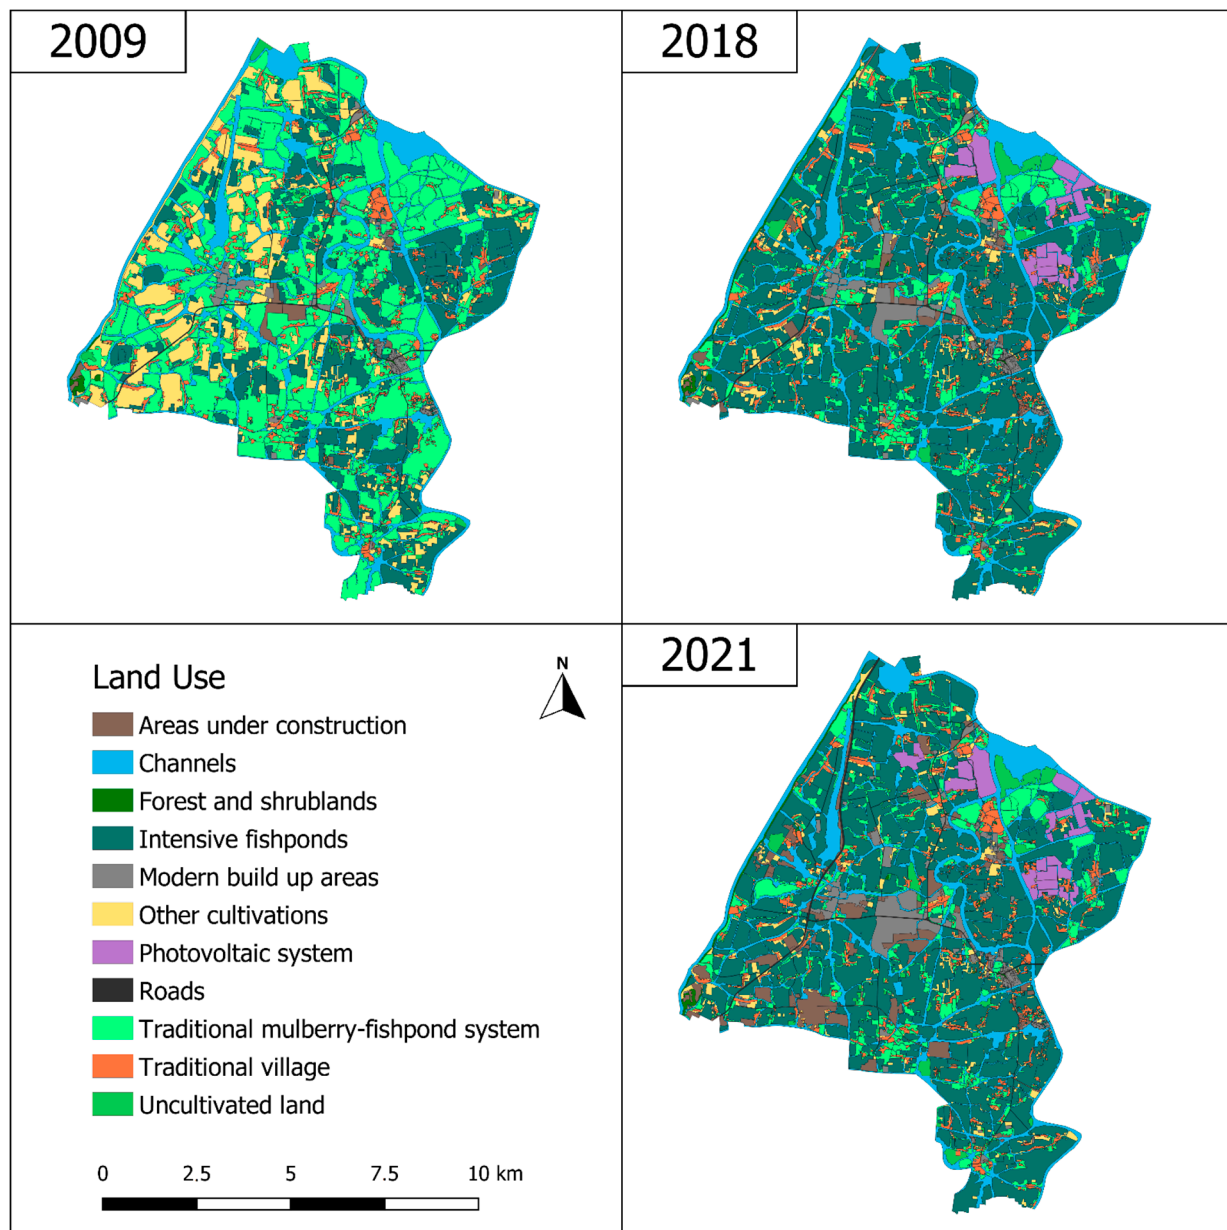 2009
2018
Land Use
N
Areas under construction
Channels
Forest and shrublands
Intensive fishponds
Modern build up areas
Other cultivations
Photovoltaic system
Roads
Traditional mulberry-fishpond system
Traditional village
Uncultivated land
0 2.5 5 7.5 10 km
2021